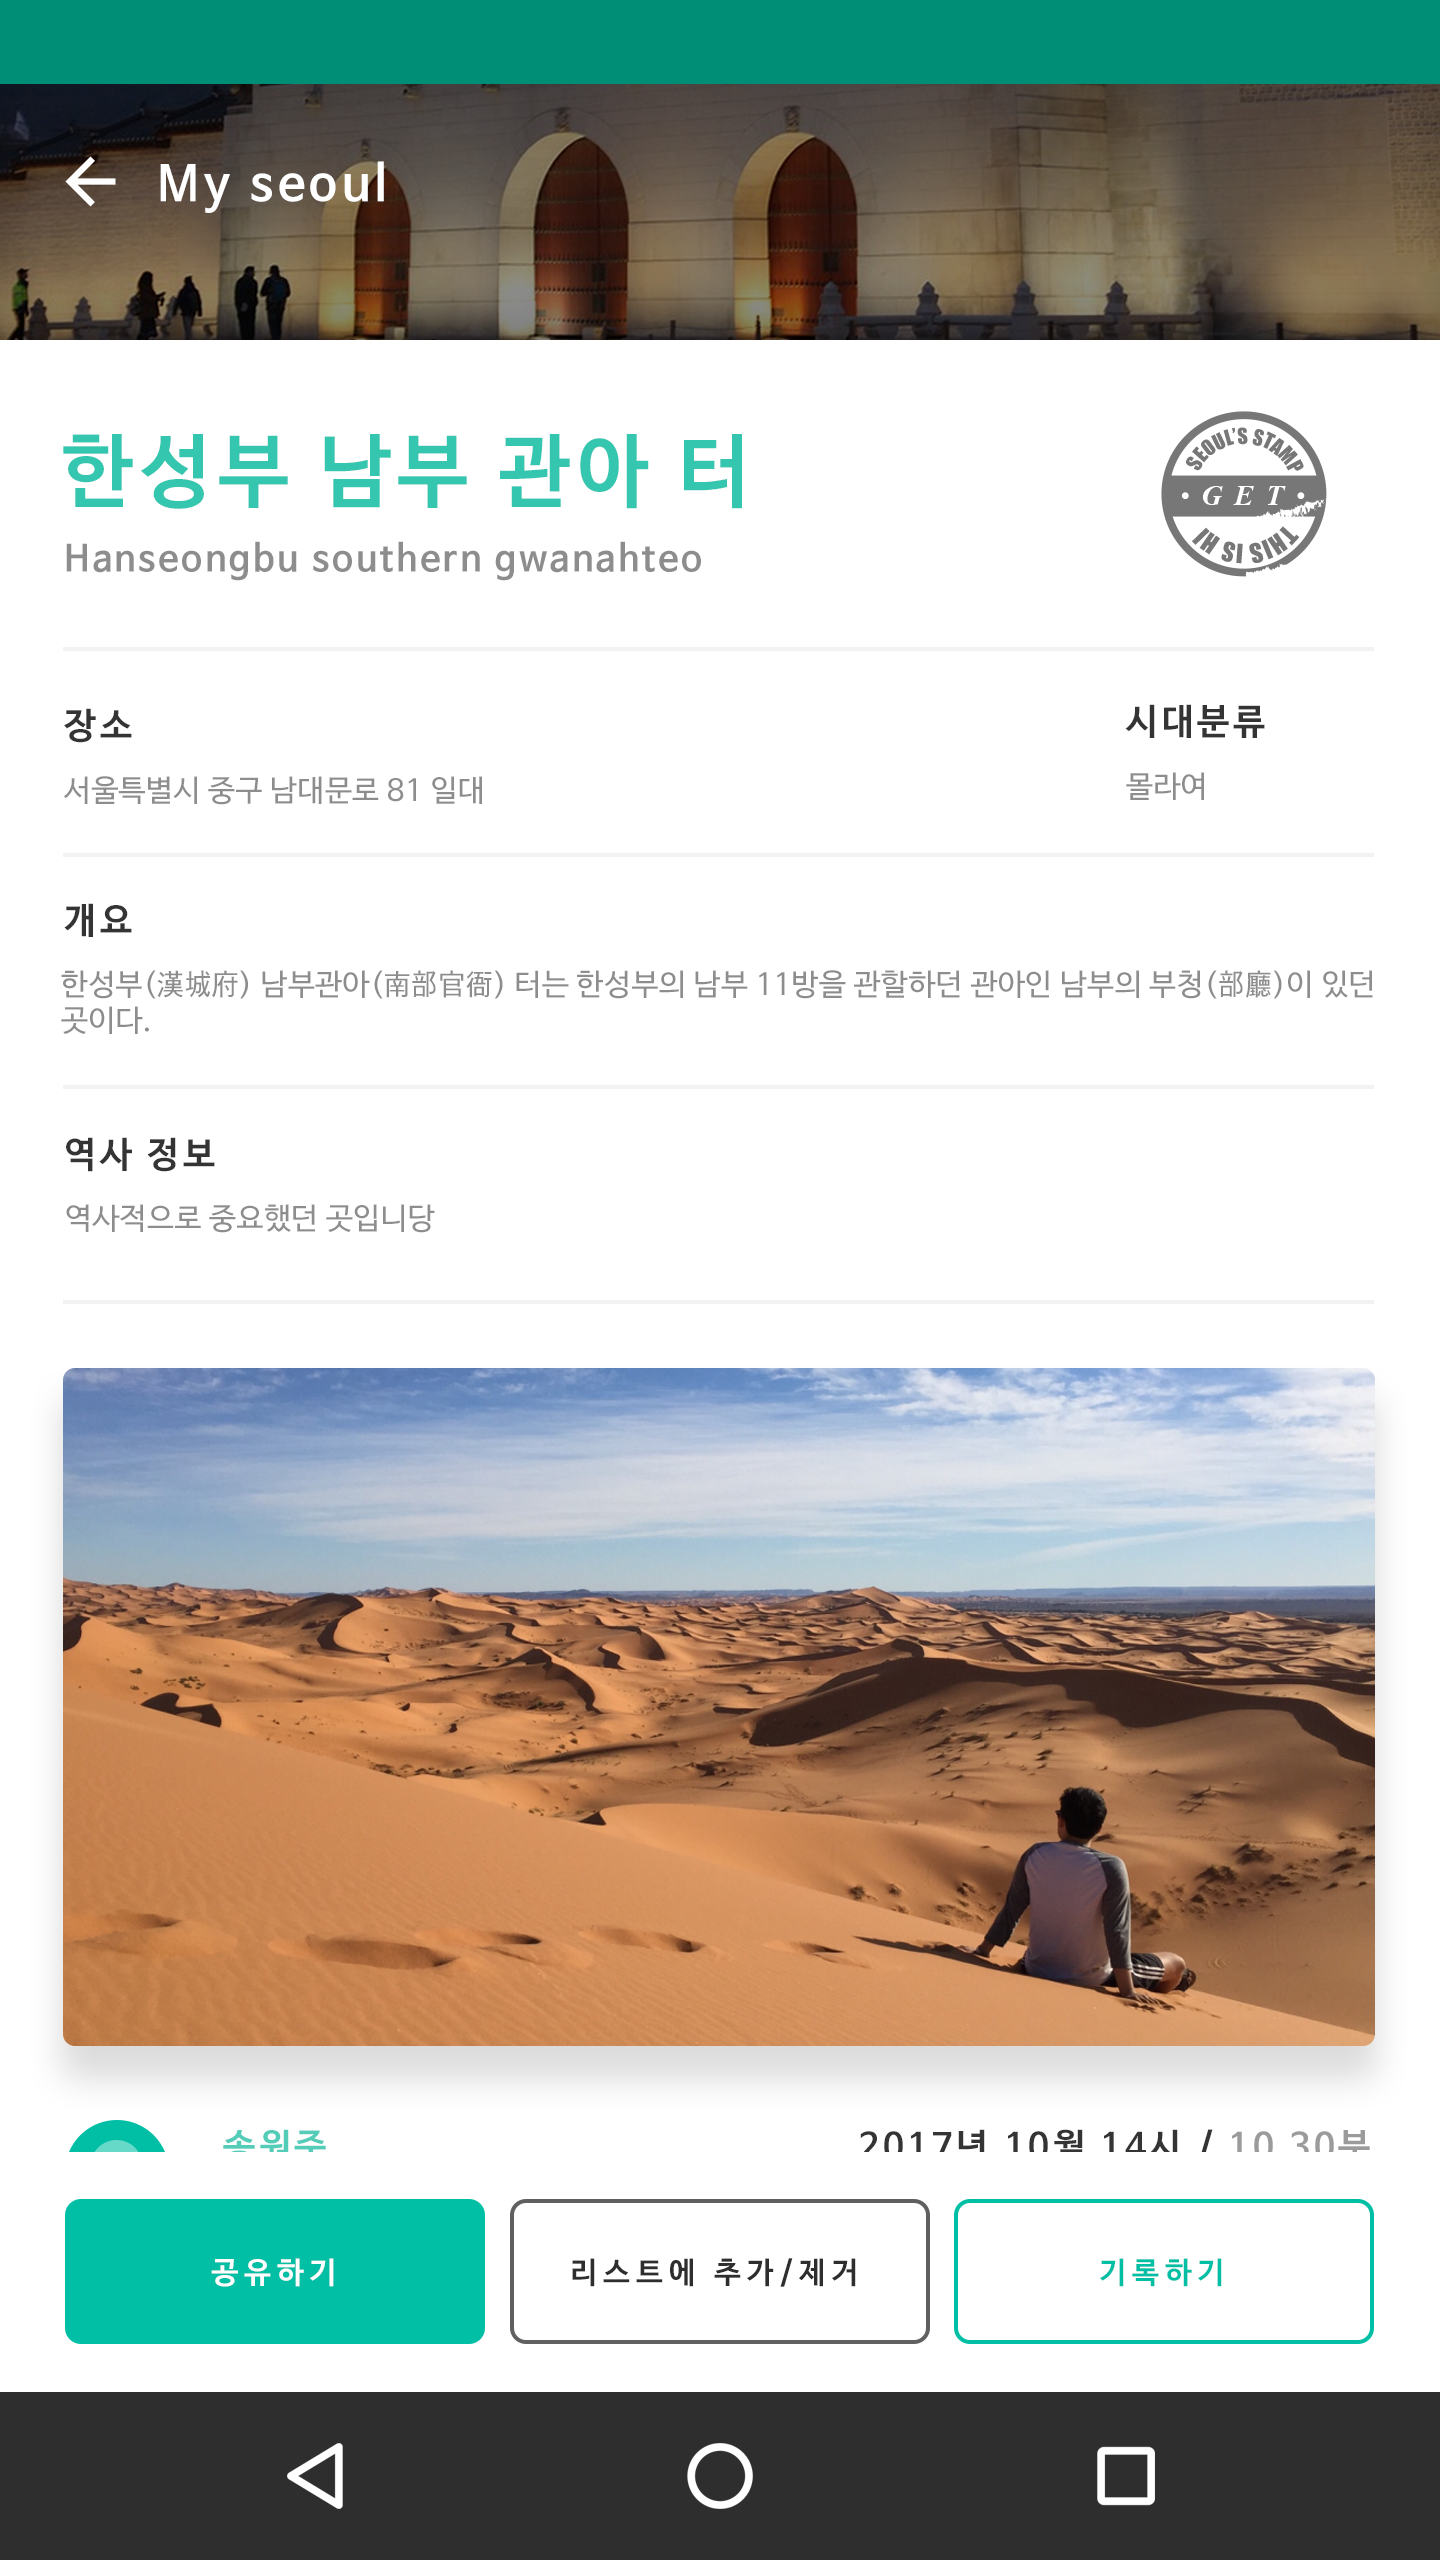 My seoul
한성부 남부 관아 터
Hanseongbu southern gwanahteo
SEOUL'S STAMP
• G E T •
THIS IS HI
장소
시대분류
서울특별시 중구 남대문로 81 일대
몰라여
개요
한성부(漢城府) 남부관아(南部官衙) 터는 한성부의 남부 11방을 관할하던 관아인 남부의 부청(部廳)이 있던
곳이다.
역사 정보
역사적으로 중요했던 곳입니당
송원주 2017년 10월 14시 / 10 30분
공유하기
리스트에 추가/제거
기록하기